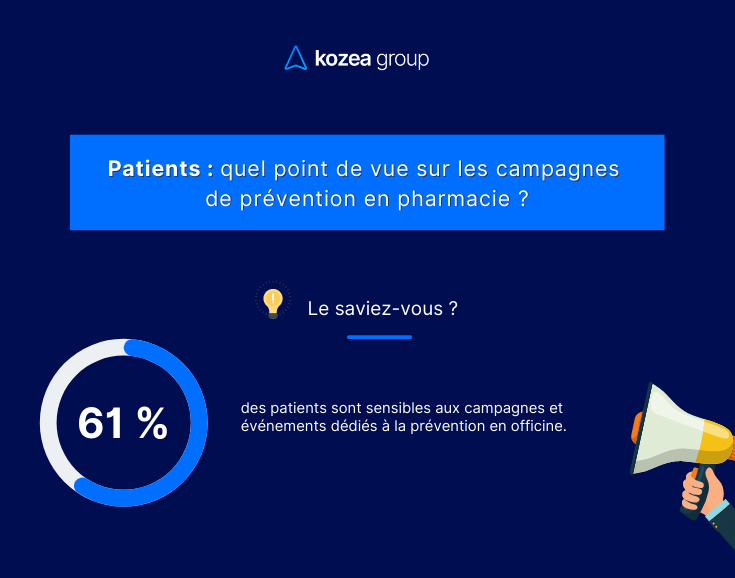 kozea group
Patients : quel point de vue sur les campagnes
de prévention en pharmacie ?
Le saviez-vous ?
61 %
des patients sont sensibles aux campagnes et
événements dédiés à la prévention en officine.